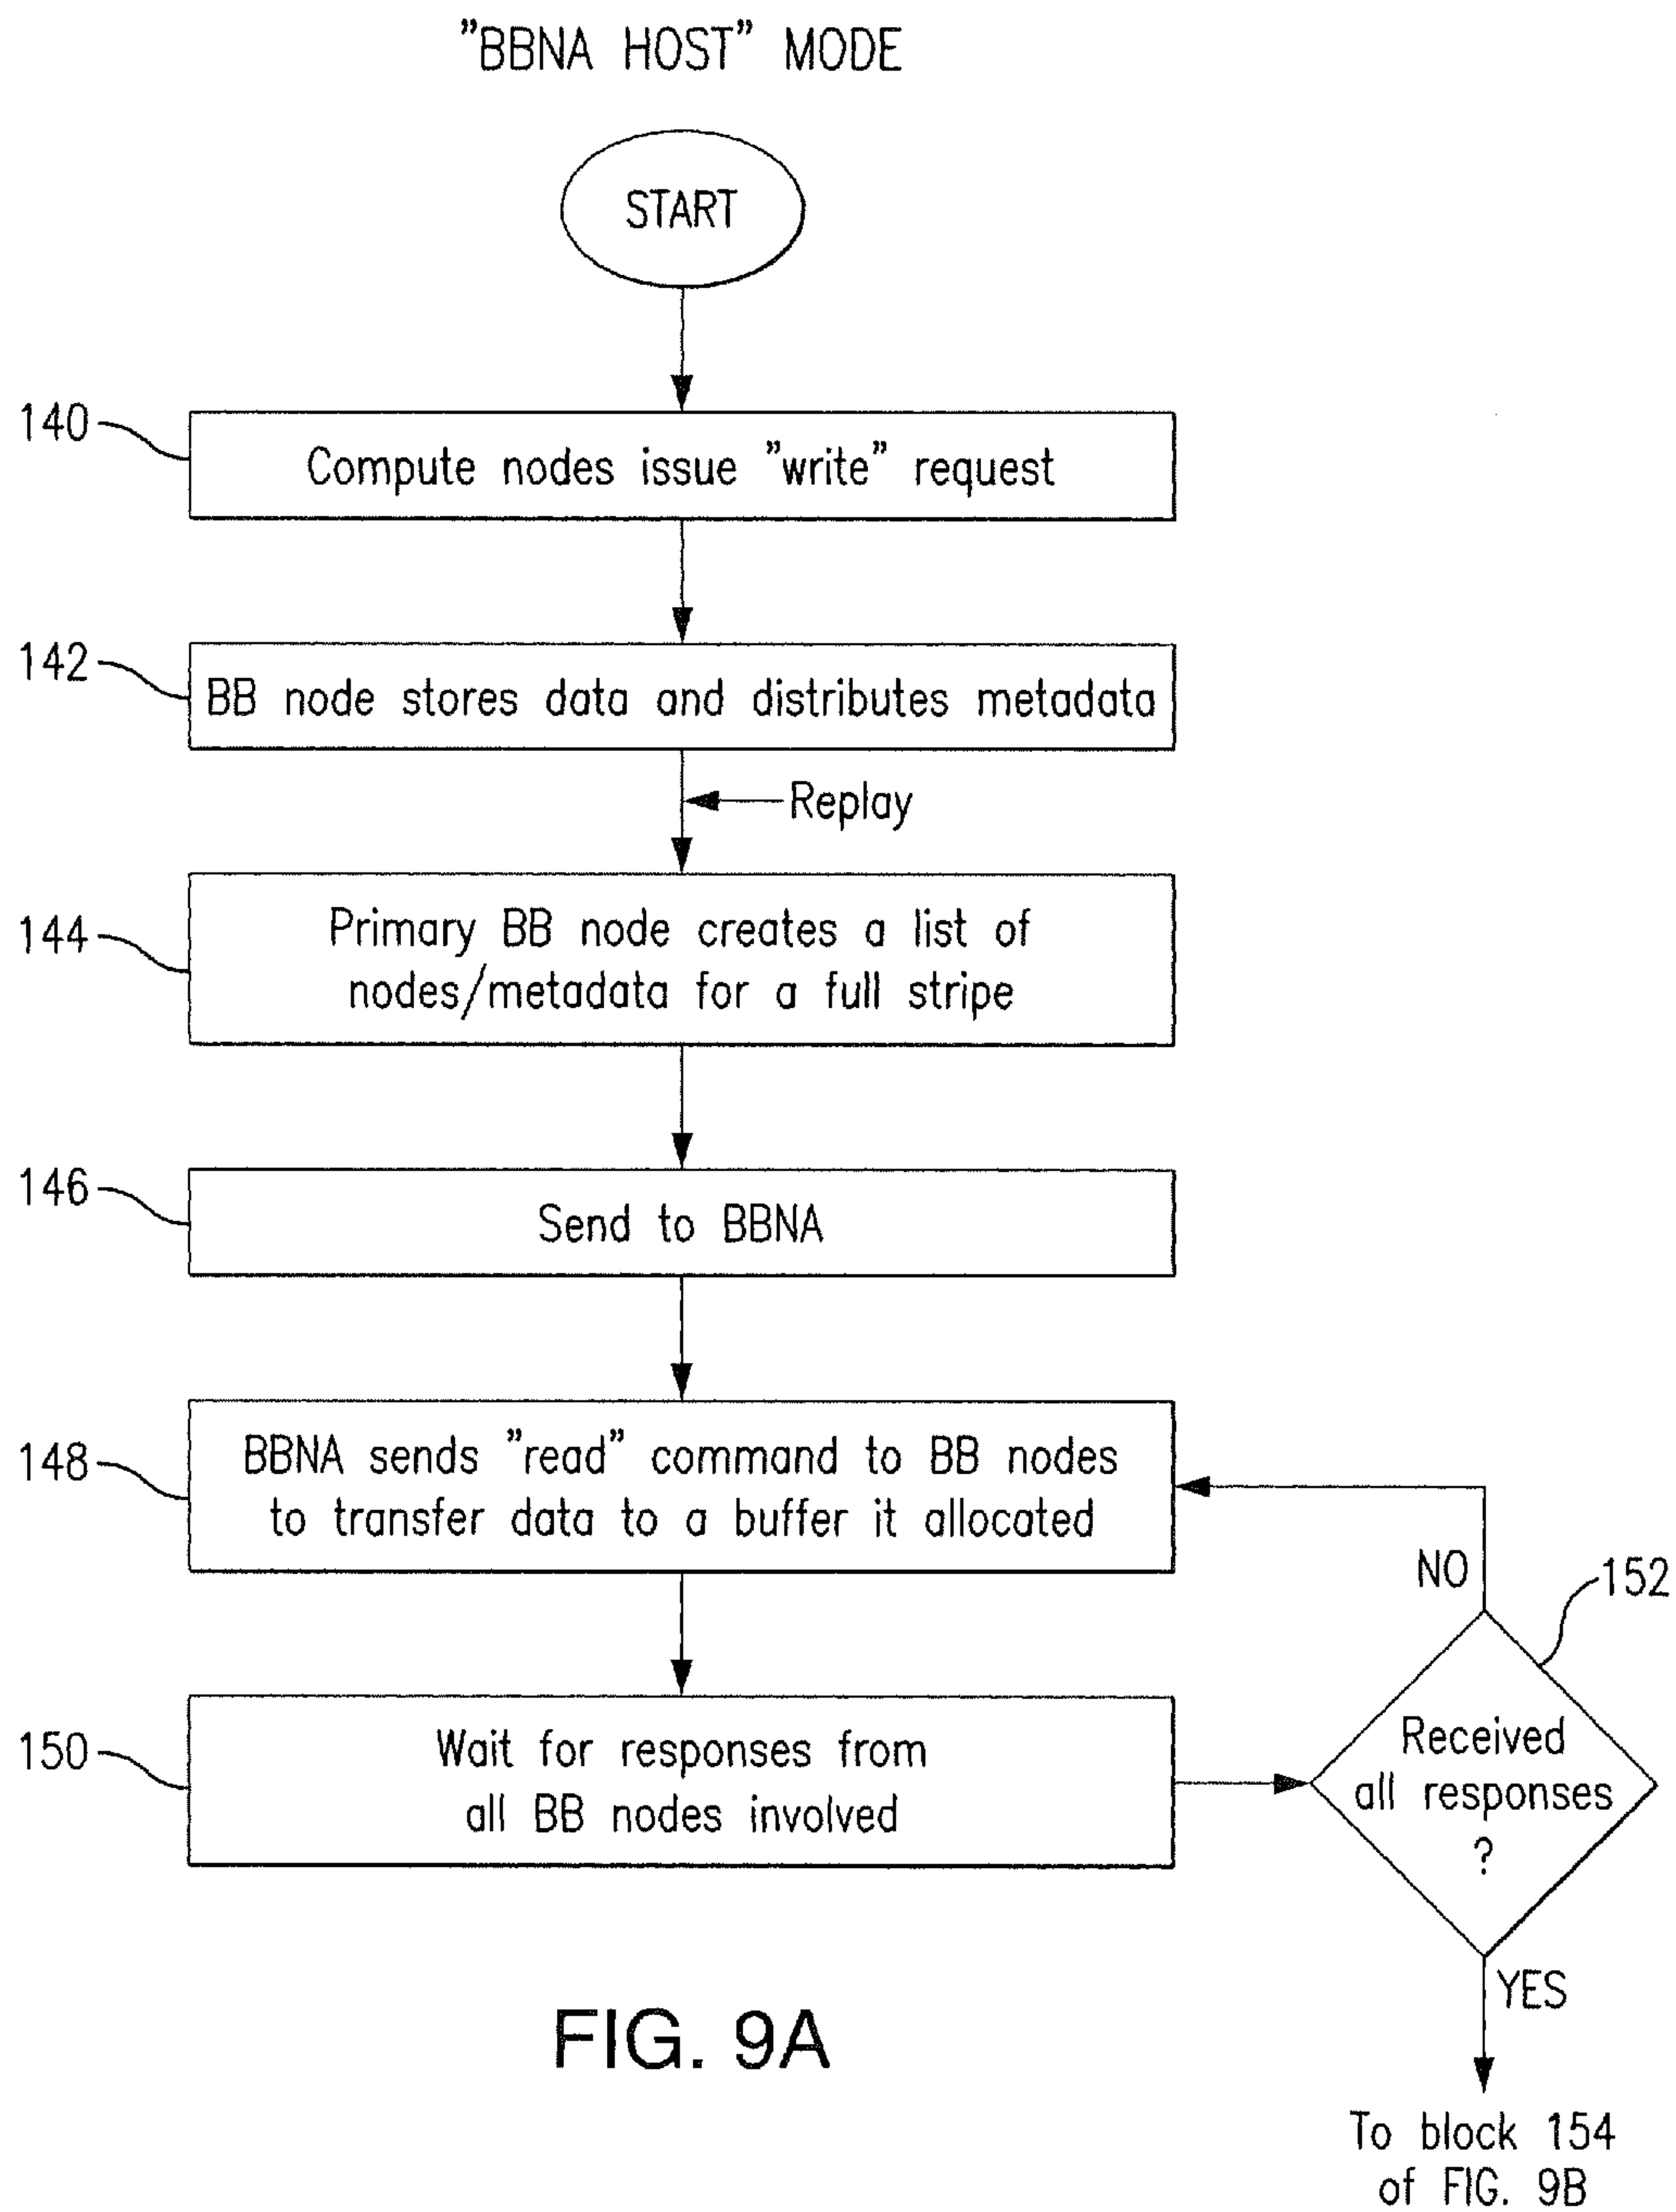 "BBNA HOST" MODE
START
140
Compute nodes issue "write" request
142
BB node stores data and distributes metadata
Replay
144
Primary BB node creates a list of
nodes/metadata for a full stripe
146
Send to BBNA
148
BBNA sends "read" command to BB nodes
to transfer data to a buffer it allocated
NO
152
150
Wait for responses from
all BB nodes involved
Received
all responses
?
YES
FIG. 9A
To block 154
of FIG. 9B